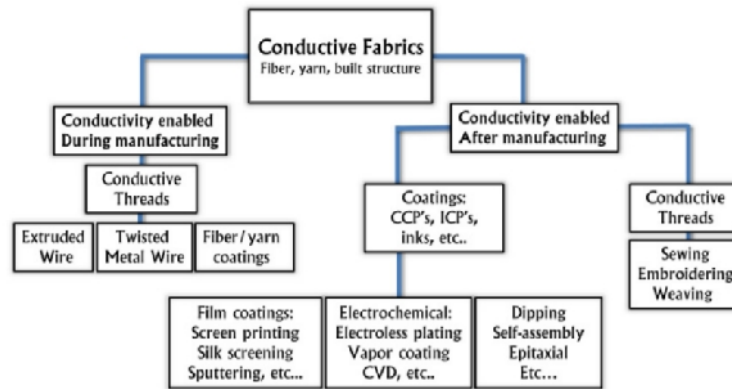 Conductive Fabrics
Fiber, yarn, built structure
Conductivity enabled
During manufacturing
Conductivity enabled
After manufacturing
Conductive
Threads
Extruded
Wire
Twisted
Metal Wire
Fiber/yarn
coatings
Coatings:
CCP's, ICP's,
inks, etc..
Conductive
Threads
Sewing
Embroidering
Weaving
Film coatings:
Screen printing
Silk screening
Sputtering, etc...
Electrochemical:
Electroless plating
Vapor coating
CVD, etc..
Dipping
Self-assembly
Epitaxial
Etc...